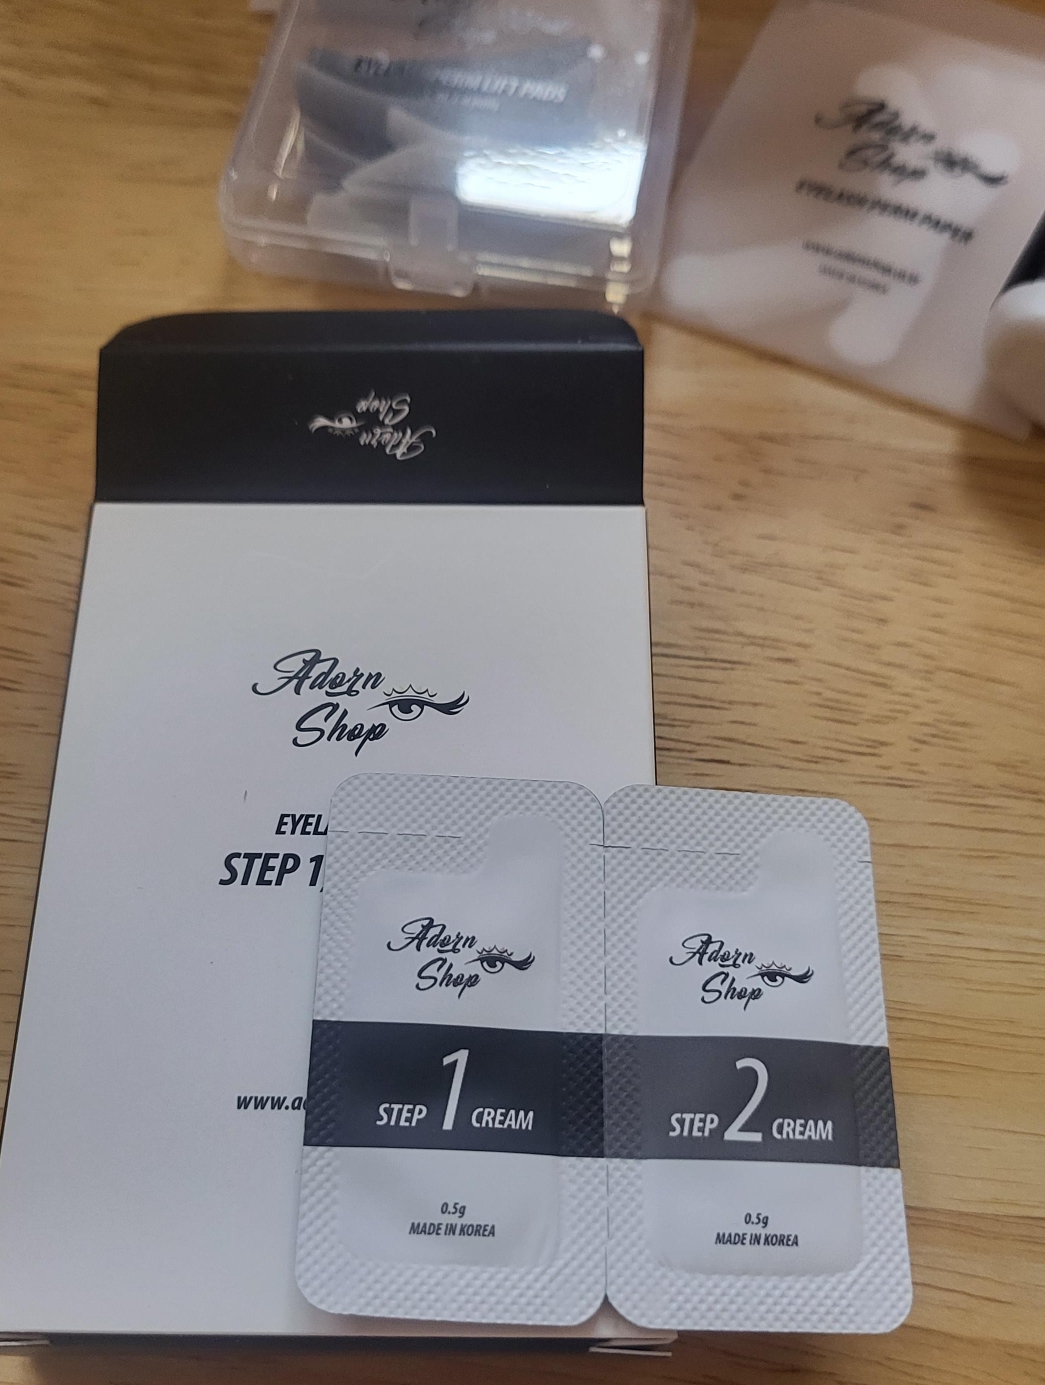 EYELASH PERM LIFT PADS
Adorn
Shop
EYELASH PERM PAPER
Adorn
Shop
Adorn
Shop
EYEL
STEP 1,
www.ad
Adorn
Shop
STEP 1 CREAM
0.5g
MADE IN KOREA
Adorn
Shop
STEP 2 CREAM
0.5g
MADE IN KOREA